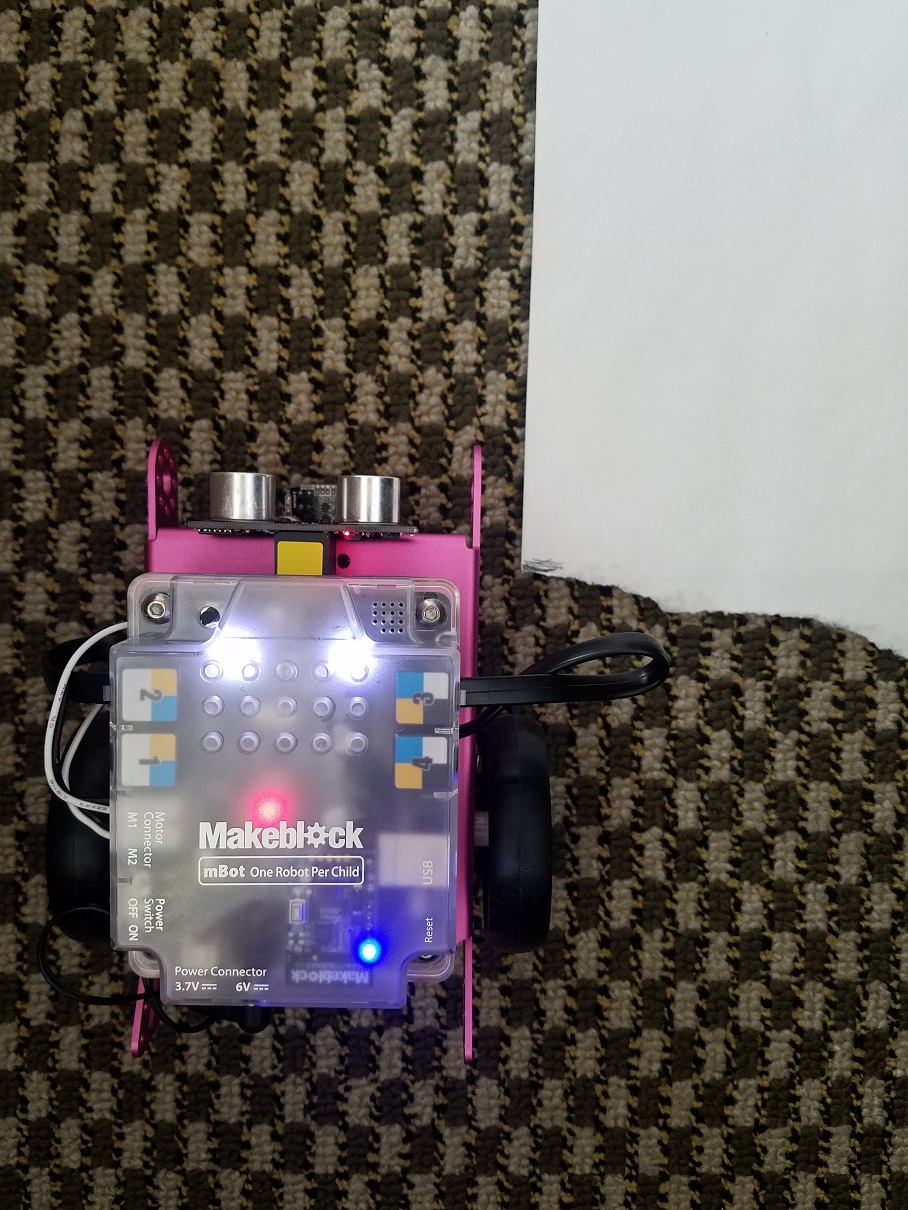 2
3
1
4
Motor
Connector
M1 M2
Power
Switch
OFF ON
Makeblock
mBot One Robot Per Child
USB
Reset
Power Connector
3.7V 6V
Makeblock